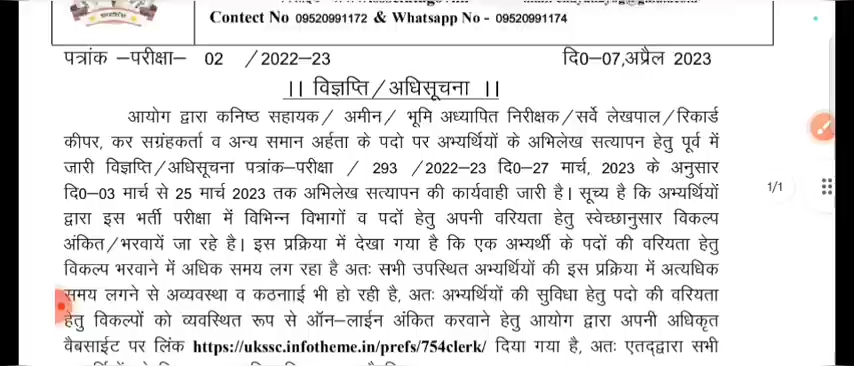 Contect No 09520991172 & Whatsapp No - 09520991174
पत्रांक –परीक्षा– 02 /2022–23 दि0–07,अप्रैल 2023
|| विज्ञप्ति/अधिसूचना ||
आयोग द्वारा कनिष्ठ सहायक/ अमीन/ भूमि अध्यापित निरीक्षक/सर्वे लेखपाल/रिकार्ड
कीपर, कर सग्रंहकर्ता व अन्य समान अर्हता के पदो पर अभ्यर्थियों के अभिलेख सत्यापन हेतु पूर्व में
जारी विज्ञप्ति/अधिसूचना पत्रांक–परीक्षा / 293 /2022–23 दि0–27 मार्च, 2023 के अनुसार
दि0–03 मार्च से 25 मार्च 2023 तक अभिलेख सत्यापन की कार्यवाही जारी है। सूच्य है कि अभ्यर्थियों
द्वारा इस भर्ती परीक्षा में विभिन्न विभागों व पदों हेतु अपनी वरियता हेतु स्वेच्छानुसार विकल्प
अंकित/भरवायें जा रहे है। इस प्रक्रिया में देखा गया है कि एक अभ्यर्थी के पदों की वरियता हेतु
विकल्प भरवाने में अधिक समय लग रहा है अतः सभी उपस्थित अभ्यर्थियों की इस प्रक्रिया में अत्यधिक
समय लगने से अव्यवस्था व कठनााई भी हो रही है, अतः अभ्यर्थियों की सुविधा हेतु पदो की वरियता
हेतु विकल्पों को व्यवस्थित रूप से ऑन–लाईन अंकित करवाने हेतु आयोग द्वारा अपनी अधिकृत
वैबसाईट पर लिंक https://ukssc.infotheme.in/prefs/754clerk/ दिया गया है, अतः एतद्द्वारा सभी
1/1